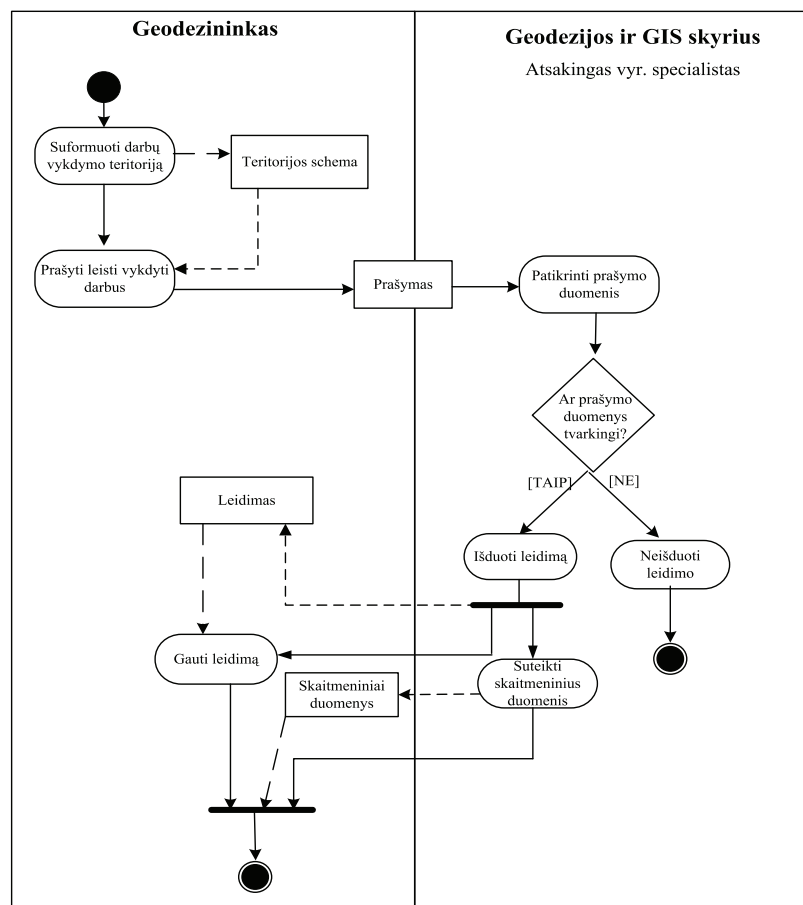 Geodezininkas
Geodezijos ir GIS skyrius
Atsakingas vyr. specialistas
Suformuoti darbų
vykdymo teritoriją
Teritorijos schema
Prašyti leisti vykdyti
darbus
Prašymas
Patikrinti prašymo
duomenis
Ar prašymo
duomenys
tvarkingi?
[TAIP]
[NE]
Leidimas
Išduoti leidimą
Neišduoti
leidimo
Gauti leidimą
Skaitmeniniai
duomenys
Suteikti
skaitmeninius
duomenis